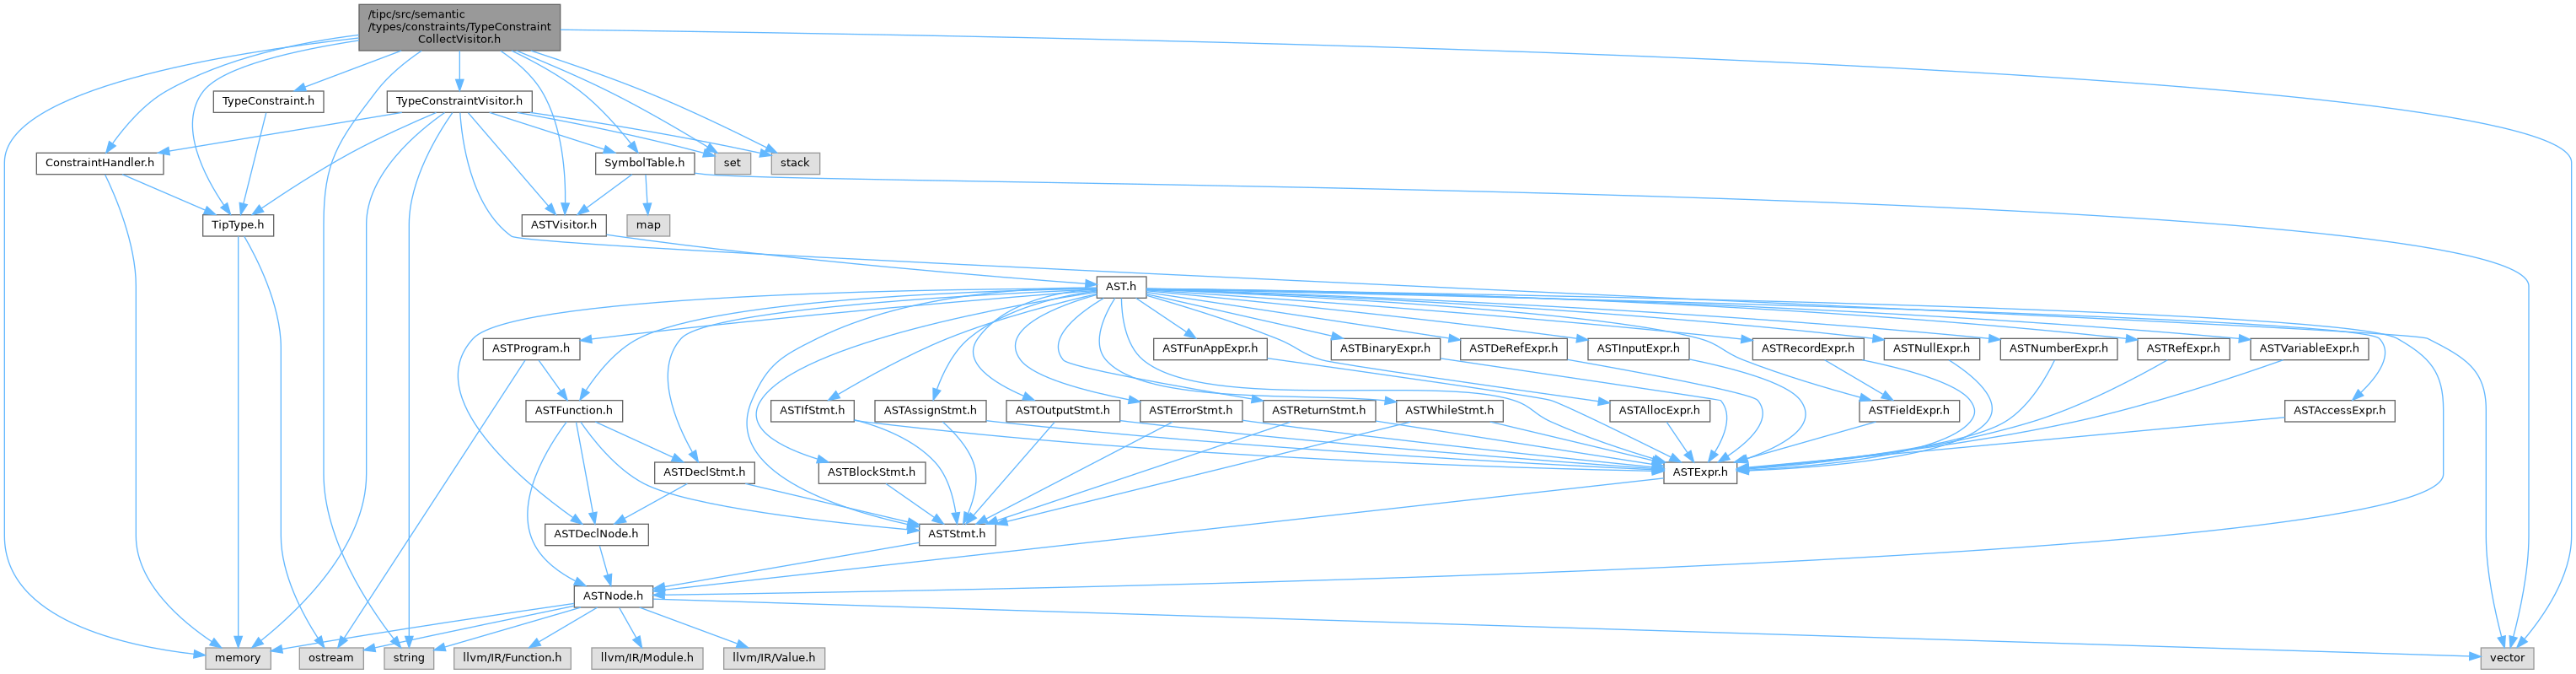 /tipc/src/semantic
/types/constraints/TypeConstraint
CollectVisitor.h
TypeConstraint.h
TypeConstraintVisitor.h
ConstraintHandler.h
SymbolTable.h
set
stack
TipType.h
ASTVisitor.h
map
AST.h
ASTProgram.h
ASTFunAppExpr.h
ASTBinaryExpr.h
ASTDeRefExpr.h
ASTInputExpr.h
ASTRecordExpr.h
ASTNullExpr.h
ASTNumberExpr.h
ASTRefExpr.h
ASTVariableExpr.h
ASTFunction.h
ASTIfStmt.h
ASTAssignStmt.h
ASTOutputStmt.h
ASTErrorStmt.h
ASTReturnStmt.h
ASTWhileStmt.h
ASTAllocExpr.h
ASTFieldExpr.h
ASTAccessExpr.h
ASTDeclStmt.h
ASTBlockStmt.h
ASTExpr.h
ASTDeclNode.h
ASTStmt.h
ASTNode.h
memory
ostream
string
llvm/IR/Function.h
llvm/IR/Module.h
llvm/IR/Value.h
vector